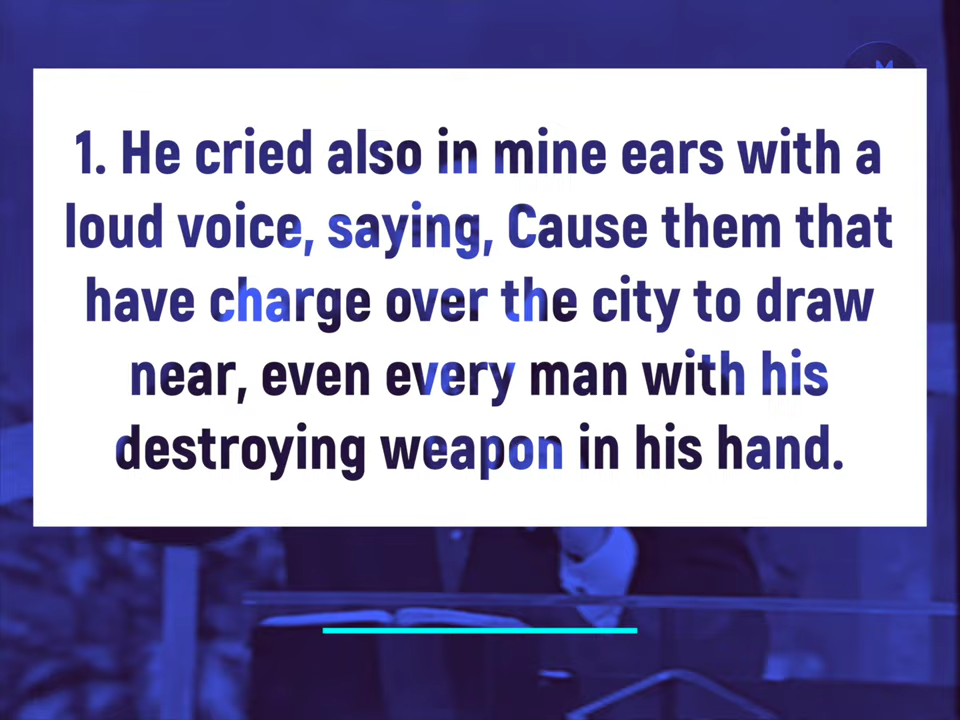 1. He cried also in mine ears with a
loud voice, saying, Cause them that
have charge over the city to draw
near, even every man with his
destroying weapon in his hand.